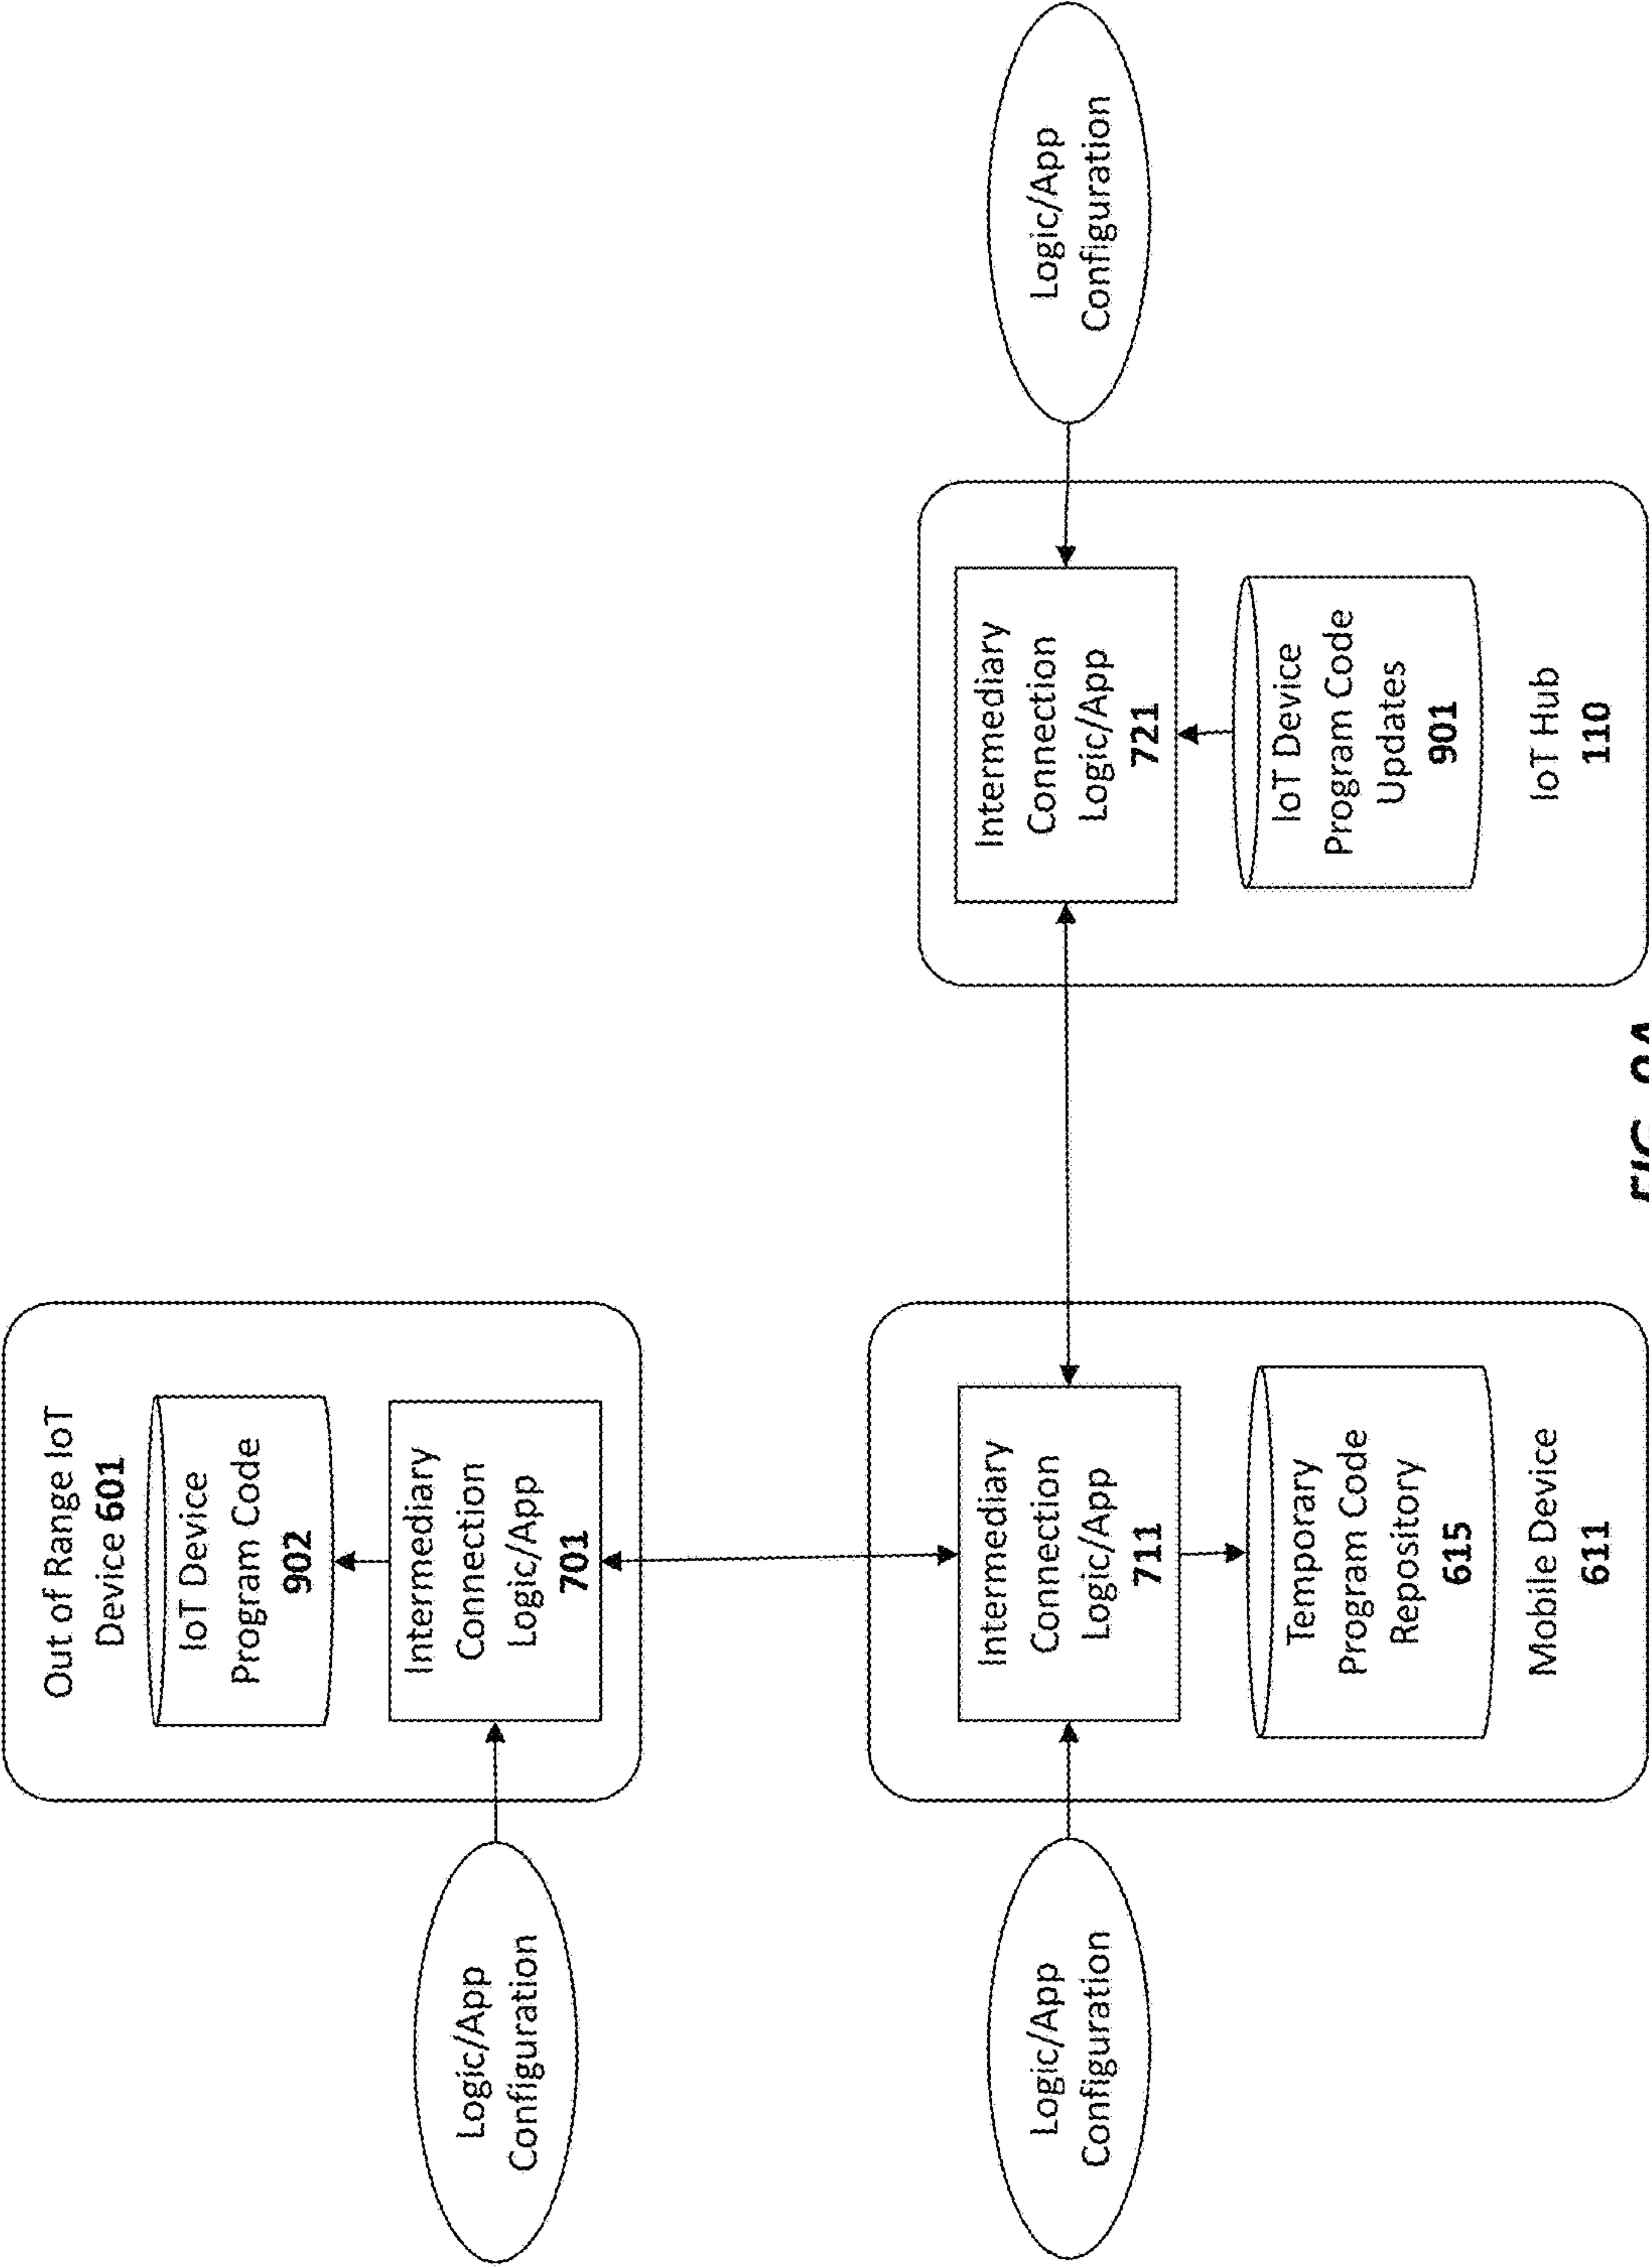 Out of Range IoT
Device 601
IoT Device
Program Code
902
Logic/App
Configuration
Intermediary
Connection
Logic/App
701
Logic/App
Configuration
Intermediary
Connection
Logic/App
711
Temporary
Program Code
Repository
615
Mobile Device
611
Intermediary
Connection
Logic/App
721
IoT Device
Program Code
Updates
901
IoT Hub
110
Logic/App
Configuration